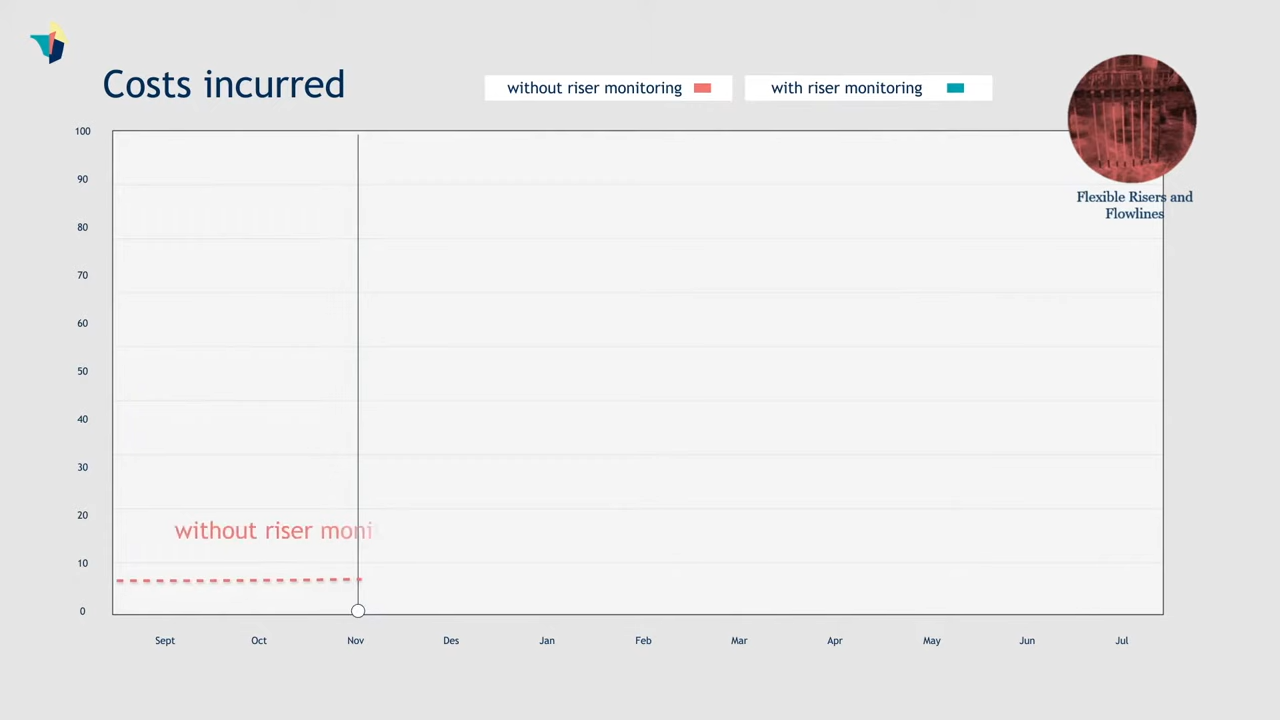 Costs incurred
without riser monitoring
with riser monitoring
Flexible Risers and
Flowlines
100
90
80
70
60
50
40
30
20
10
0
without riser moni
Sept
Oct
Nov
Des
Jan
Feb
Mar
Apr
May
Jun
Jul